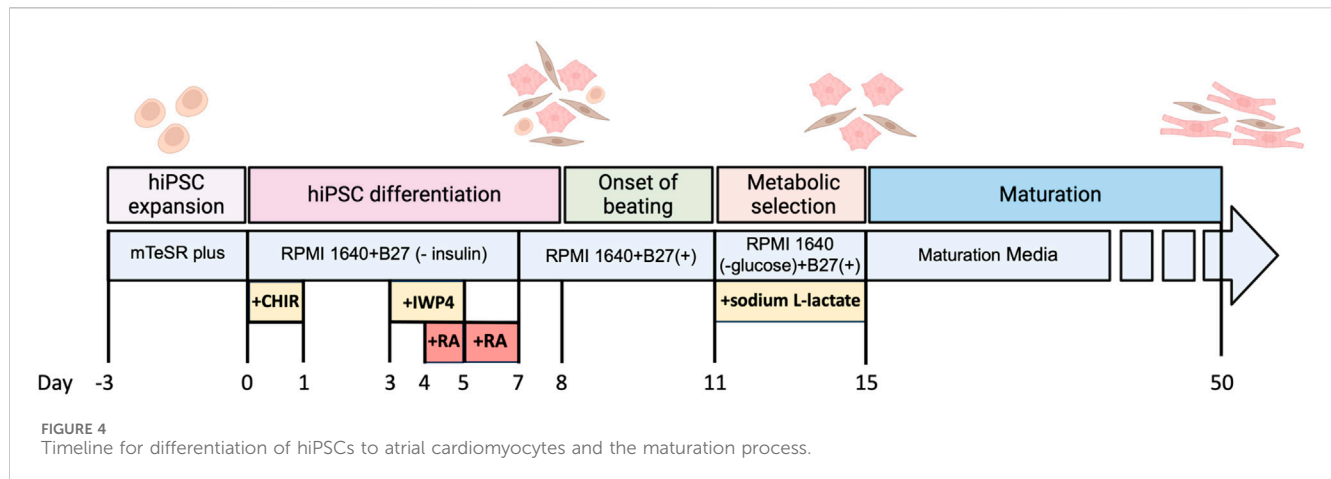 hiPSC
expansion
hiPSC differentiation
Onset of
beating
Metabolic
selection
Maturation
mTeSR plus
RPMI 1640+B27 (- insulin)
RPMI 1640+B27(+)
RPMI 1640
(-glucose)+B27(+)
Maturation Media
+CHIR
+IWP4
+sodium L-lactate
+RA
+RA
Day -3 0 1 3 4 5 7 8 11 15 50
FIGURE 4
Timeline for differentiation of hiPSCs to atrial cardiomyocytes and the maturation process.